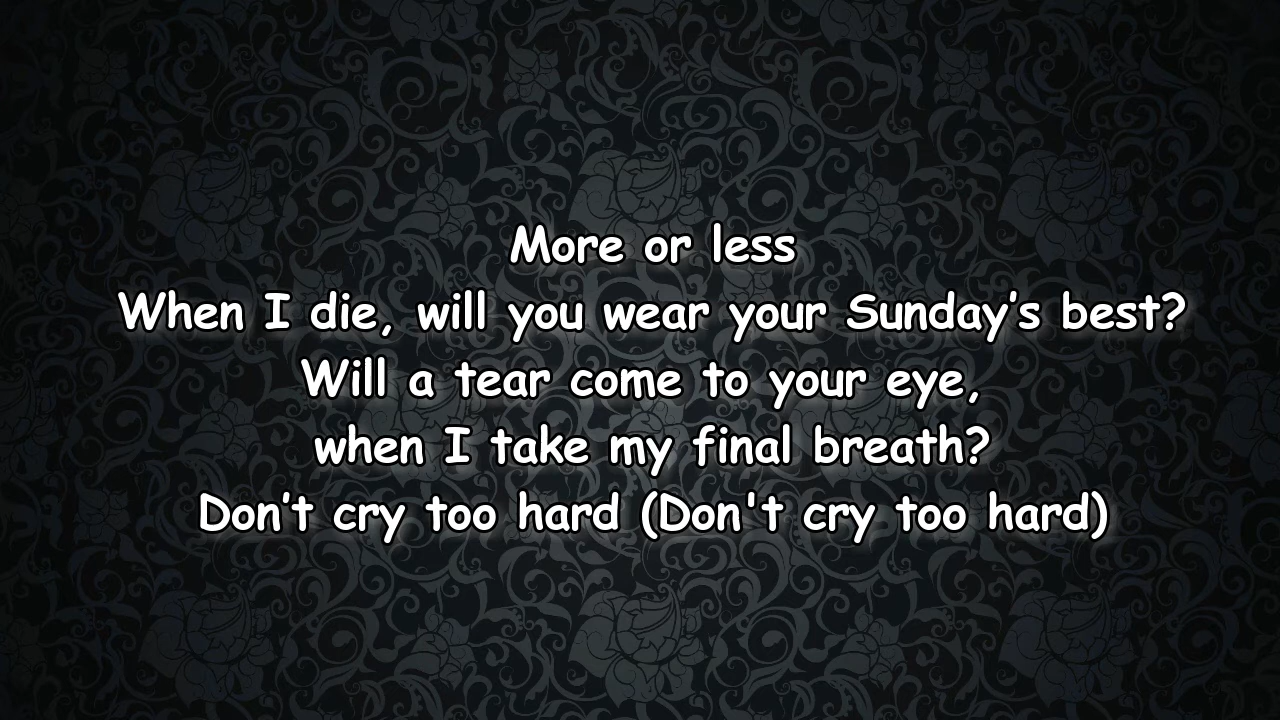 More or less
When I die, will you wear your Sunday’s best?
Will a tear come to your eye,
when I take my final breath?
Don’t cry too hard (Don't cry too hard)